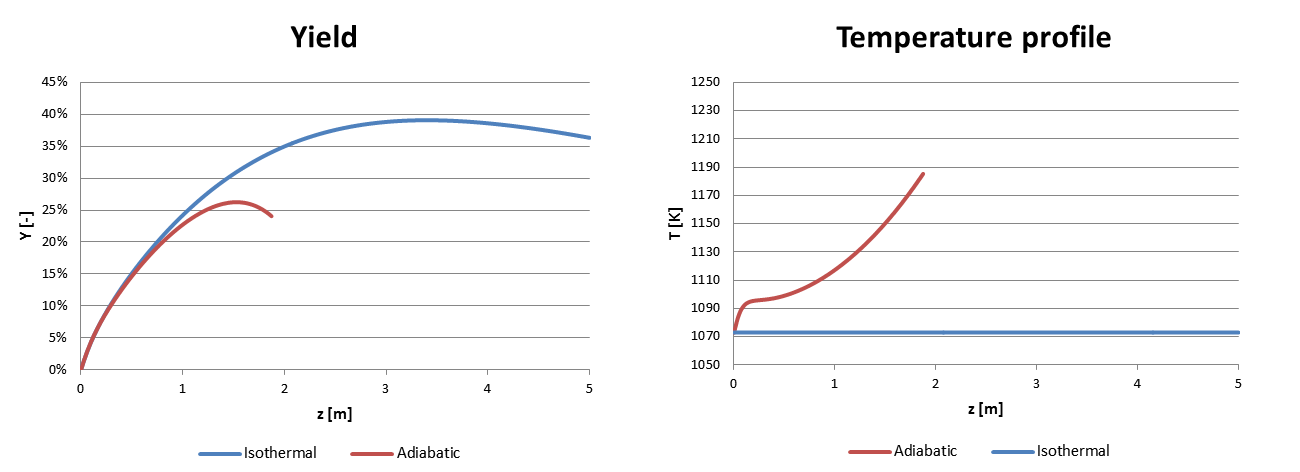 Yield
45%
40%
35%
30%
25%
20%
15%
10%
5%
0%
Y [-]
0 1 2 3 4 5
z [m]
Isothermal Adiabatic
Temperature profile
1250
1230
1210
1190
1170
1150
1130
1110
1090
1070
1050
T [K]
0 1 2 3 4 5
z [m]
Adiabatic Isothermal